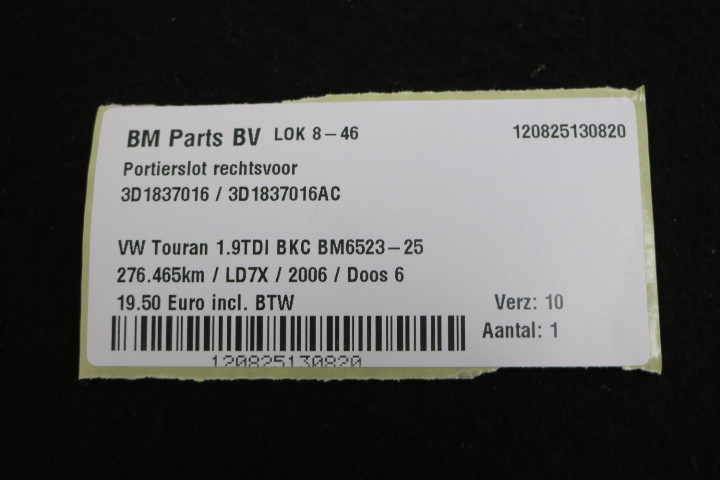 BM Parts BV LOK 8-46 120825130820
Portierslot rechtsvoor
3D1837016 / 3D1837016AC
VW Touran 1.9TDI BKC BM6523-25
276.465km / LD7X / 2006 / Doos 6
19.50 Euro incl. BTW Verz: 10
Aantal: 1
120825130820